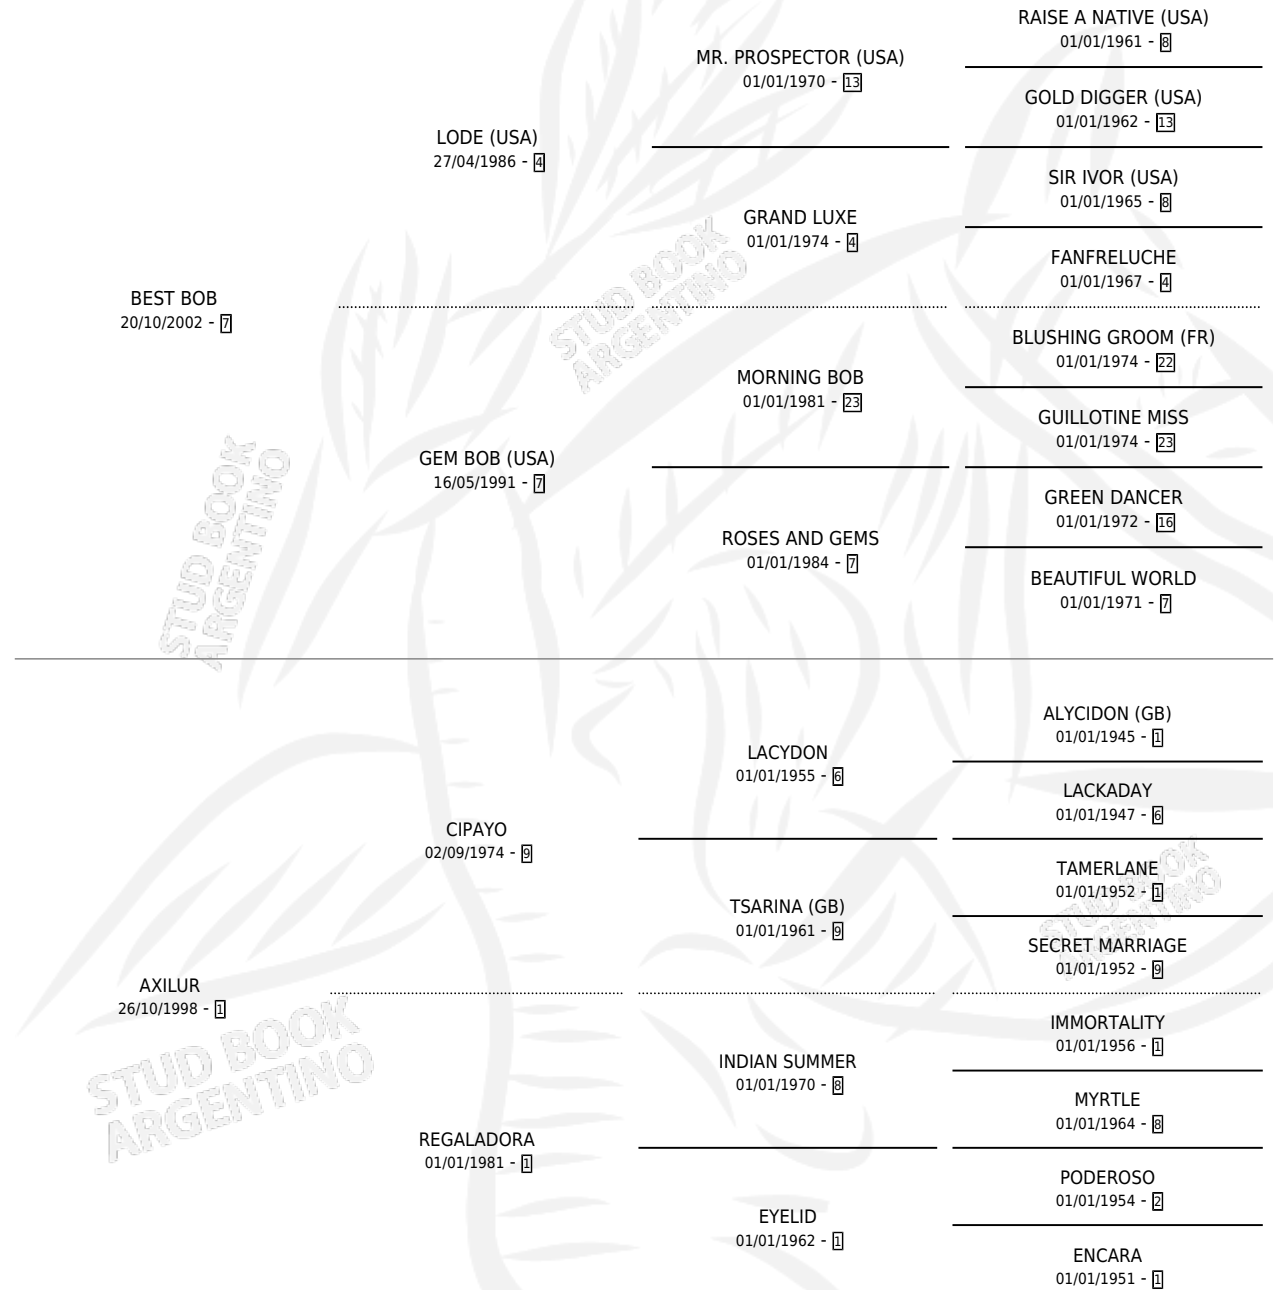 RAISE A NATIVE (USA)
01/01/1961 - 8
MR. PROSPECTOR (USA)
01/01/1970 - 13
GOLD DIGGER (USA)
01/01/1962 - 13
LODE (USA)
27/04/1986 - 4
SIR IVOR (USA)
01/01/1965 - 8
GRAND LUXE
01/01/1974 - 4
FANFRELUCHE
01/01/1967 - 4
BEST BOB
20/10/2002 - 7
BLUSHING GROOM (FR)
01/01/1974 - 22
MORNING BOB
01/01/1981 - 23
GUILLOTINE MISS
01/01/1974 - 23
GEM BOB (USA)
16/05/1991 - 7
GREEN DANCER
01/01/1972 - 16
ROSES AND GEMS
01/01/1984 - 7
BEAUTIFUL WORLD
01/01/1971 - 7
ALYCIDON (GB)
01/01/1945 - 1
LACYDON
01/01/1955 - 6
LACKADAY
01/01/1947 - 6
CIPAYO
02/09/1974 - 9
TAMERLANE
01/01/1952 - 1
TSARINA (GB)
01/01/1961 - 9
SECRET MARRIAGE
01/01/1952 - 9
AXILUR
26/10/1998 - 1
IMMORTALITY
01/01/1956 - 1
INDIAN SUMMER
01/01/1970 - 8
MYRTLE
01/01/1964 - 8
REGALADORA
01/01/1981 - 1
PODEROSO
01/01/1954 - 2
EYELID
01/01/1962 - 1
ENCARA
01/01/1951 - 1
STUD BOOK
ARGENTINO
STUD BOOK
ARGENTINO
STUD BOOK
ARGENTINO
STUD BOOK
ARGENTINO